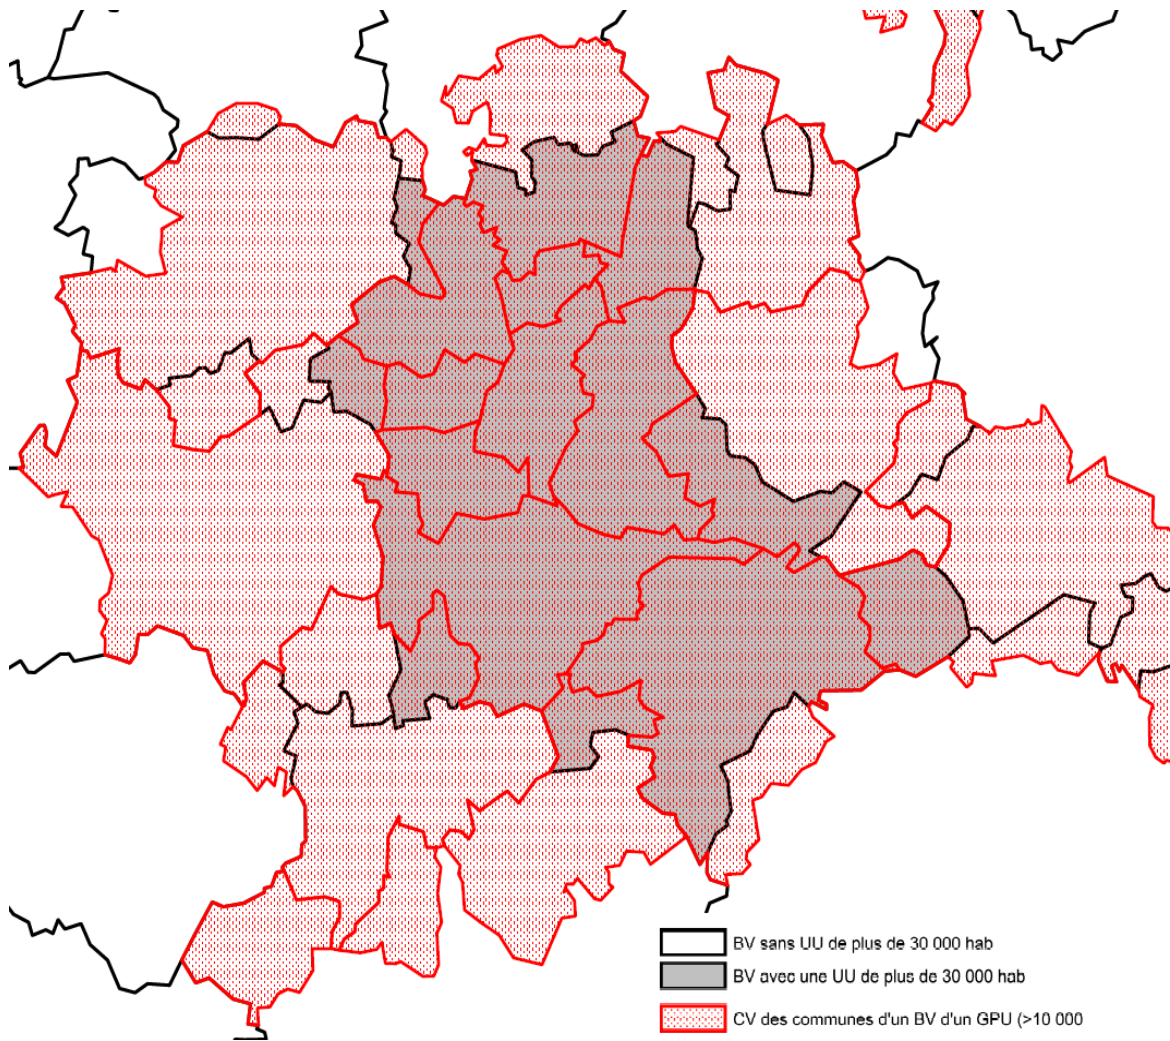 BV sans UU de plus de 30 000 hab
BV avec une UU de plus de 30 000 hab
CV des communes d'un BV d'un GPU (>10 000